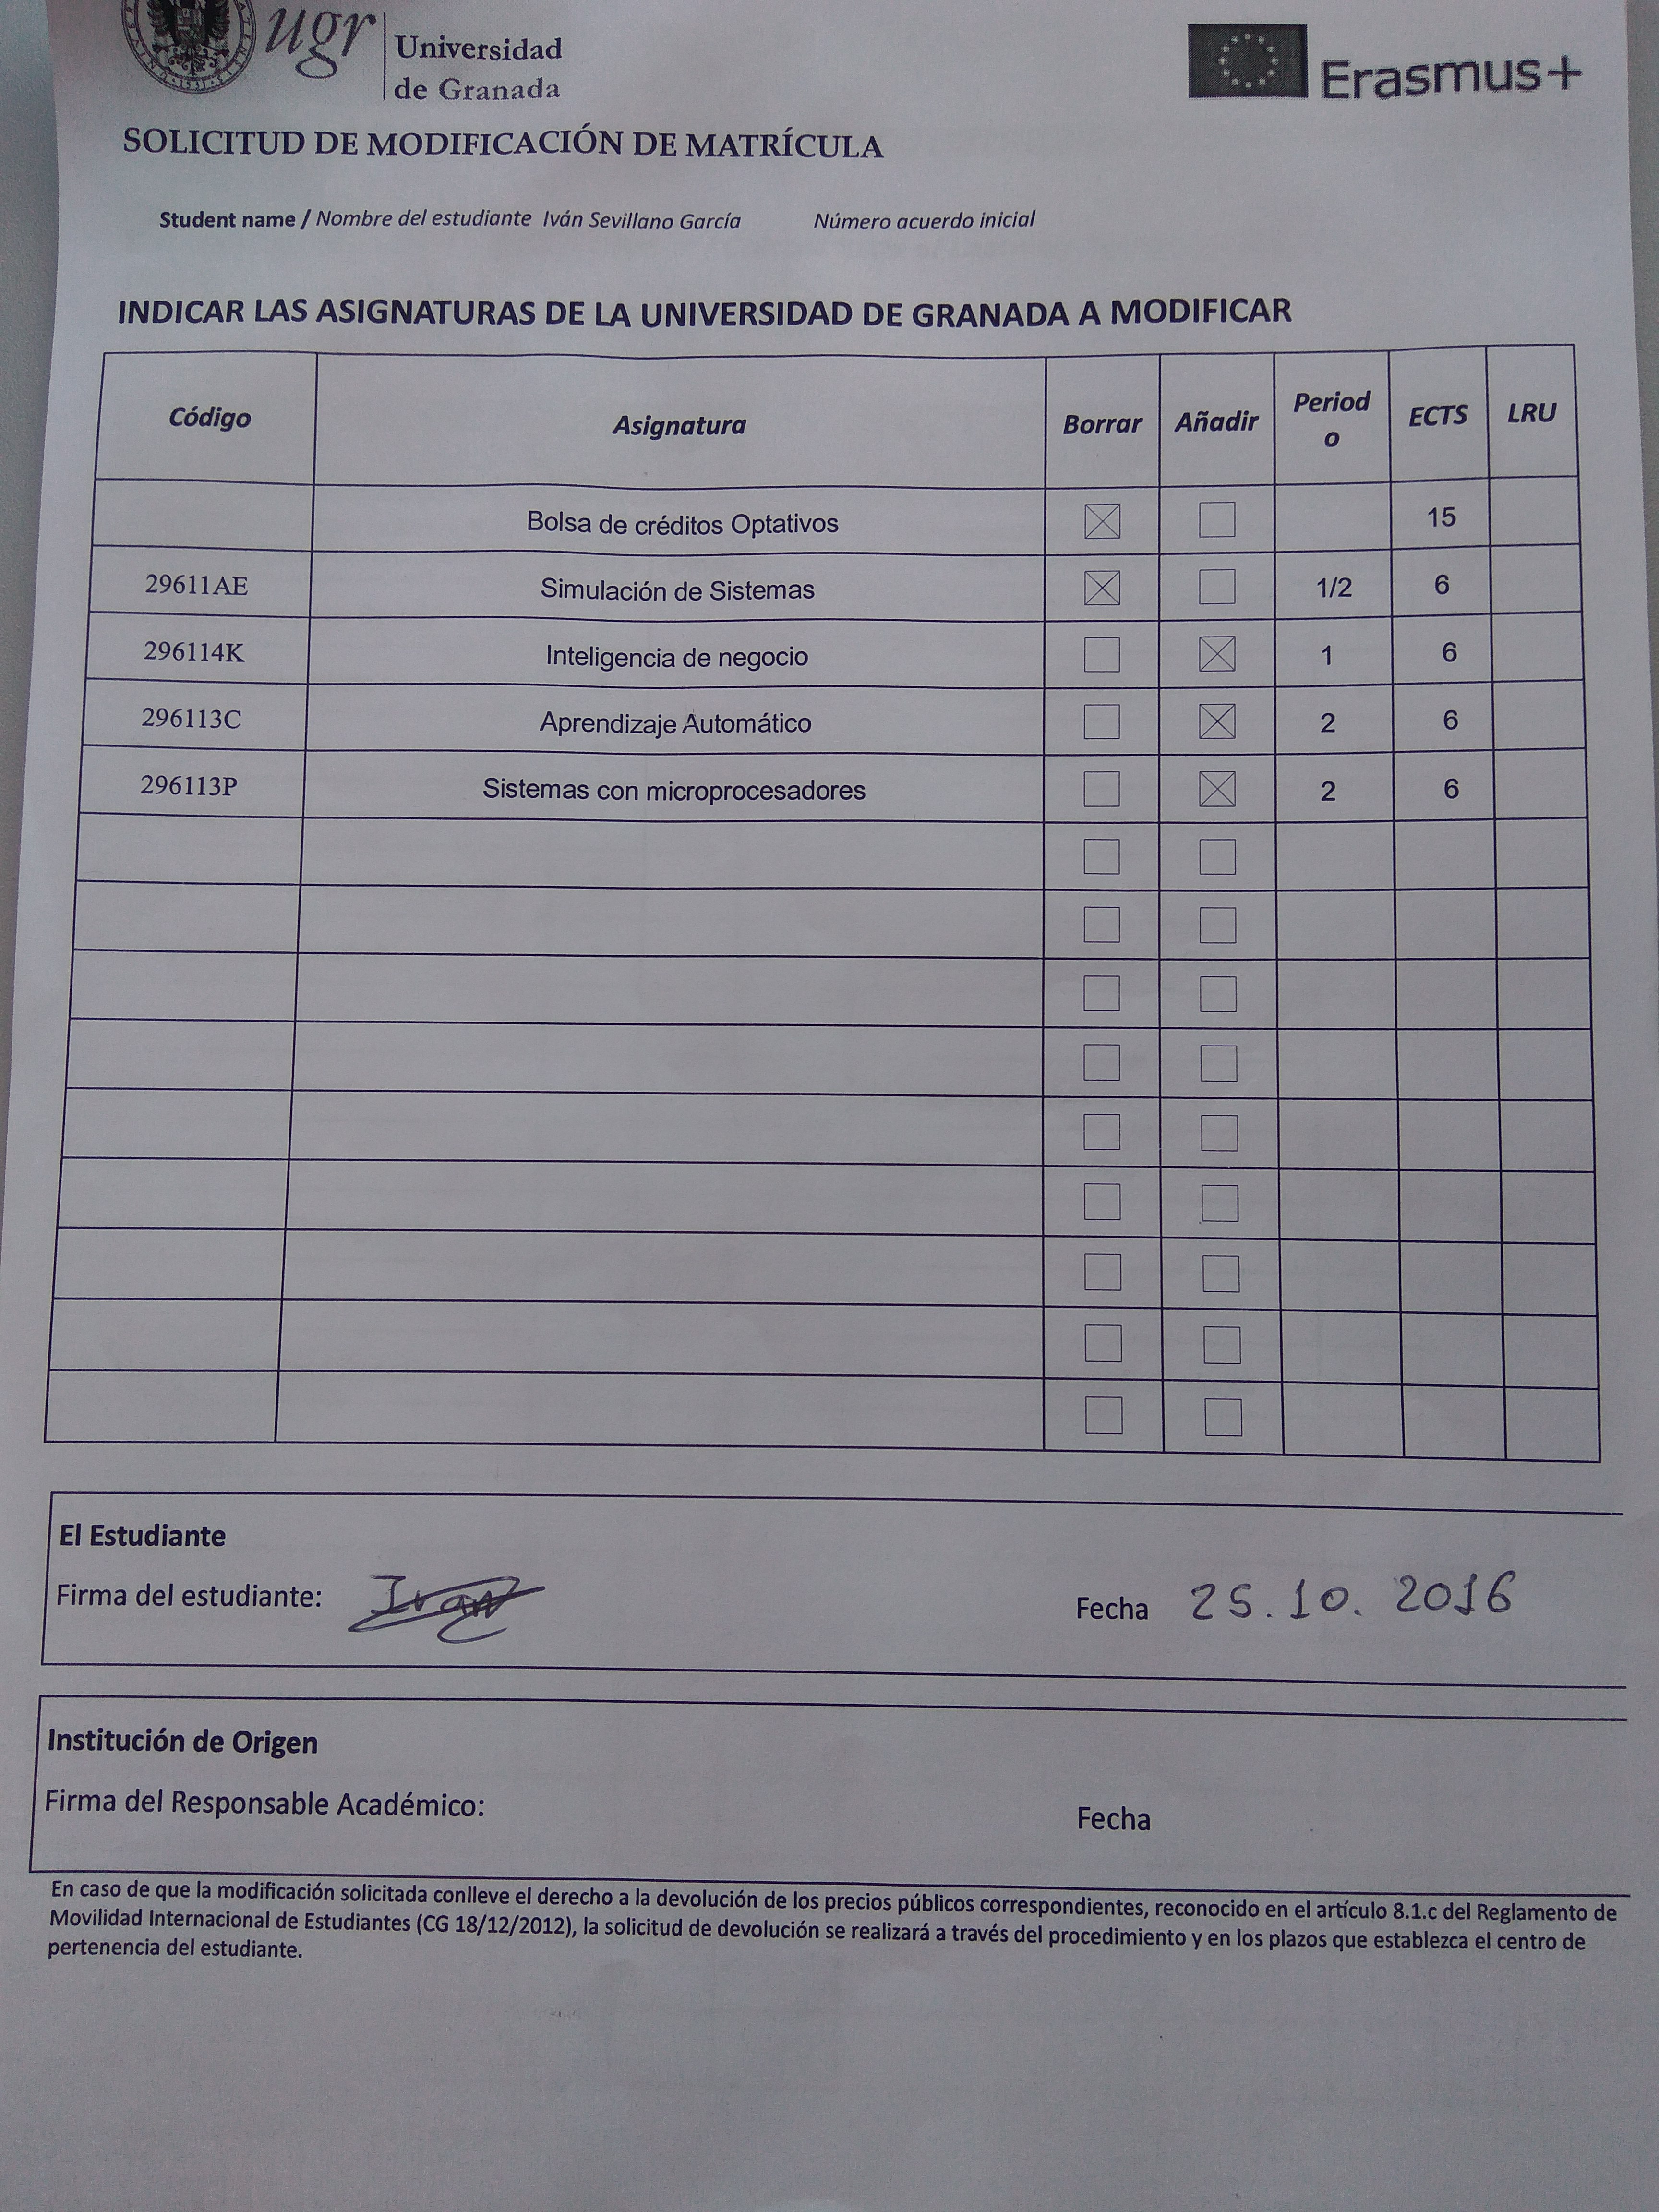 ugr Universidad
de Granada
Erasmus+
SOLICITUD DE MODIFICACIÓN DE MATRÍCULA
Student name / Nombre del estudiante Iván Sevillano García Número acuerdo inicial
INDICAR LAS ASIGNATURAS DE LA UNIVERSIDAD DE GRANADA A MODIFICAR
Código Asignatura Borrar Añadir Period
o ECTS LRU
Bolsa de créditos Optativos 15
29611AE Simulación de Sistemas 1/2 6
296114K Inteligencia de negocio 1 6
296113C Aprendizaje Automático 2 6
296113P Sistemas con microprocesadores 2 6
El Estudiante
Firma del estudiante: Ivan Fecha 25.10.2016
Institución de Origen
Firma del Responsable Académico: Fecha
En caso de que la modificación solicitada conlleve el derecho a la devolución de los precios públicos correspondientes, reconocido en el artículo 8.1.c del Reglamento de
Movilidad Internacional de Estudiantes (CG 18/12/2012), la solicitud de devolución se realizará a través del procedimiento y en los plazos que establezca el centro de
pertenencia del estudiante.